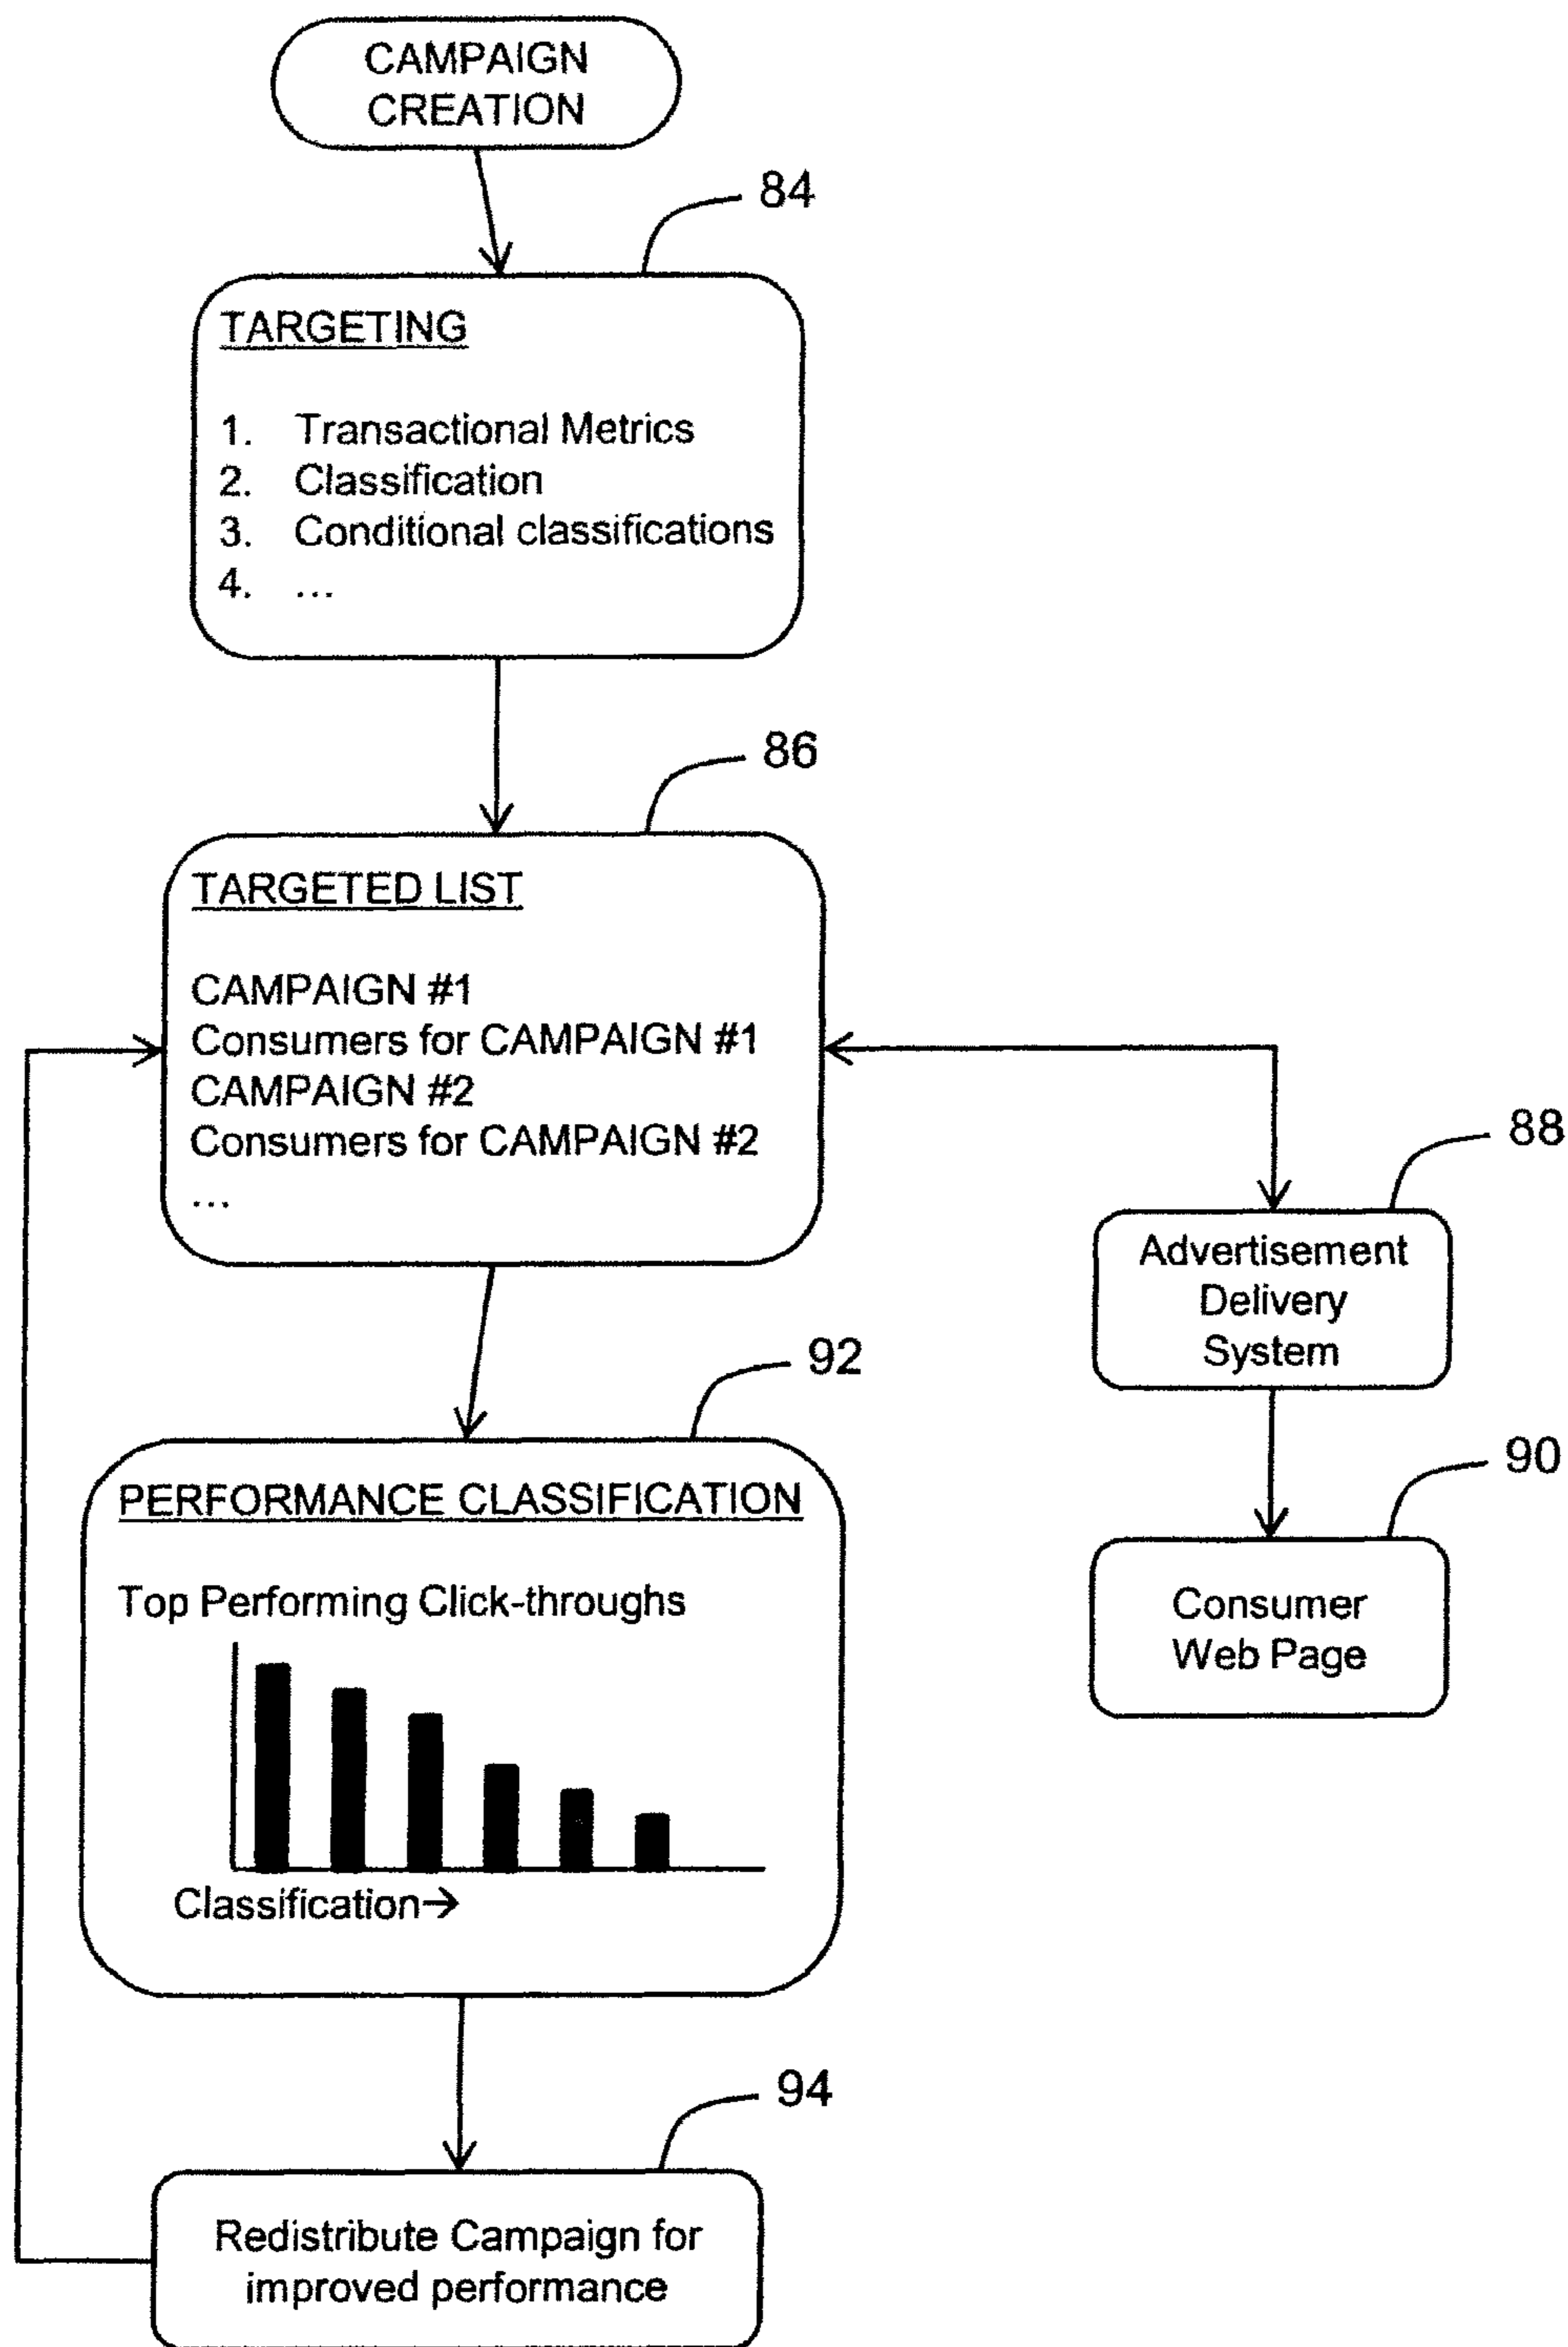 CAMPAIGN
CREATION
84
TARGETING
1. Transactional Metrics
2. Classification
3. Conditional classifications
4. ...
86
TARGETED LIST
CAMPAIGN #1
Consumers for CAMPAIGN #1
CAMPAIGN #2
Consumers for CAMPAIGN #2
...
88
Advertisement
Delivery
System
90
Consumer
Web Page
92
PERFORMANCE CLASSIFICATION
Top Performing Click-throughs
Classification→
94
Redistribute Campaign for
improved performance